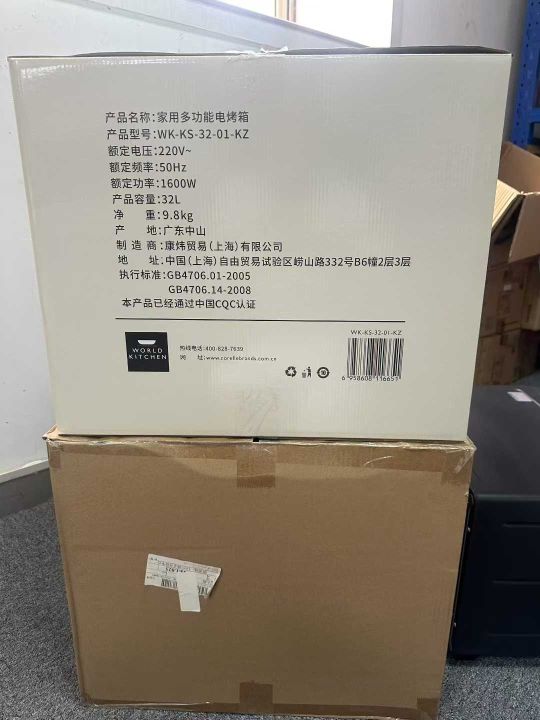 产品名称:家用多功能电烤箱
产品型号:WK-KS-32-01-KZ
额定电压:220V~
额定频率:50Hz
额定功率:1600W
产品容量:32L
净 重:9.8kg
产 地:广东中山
制 造 商:康炜贸易(上海)有限公司
地 址:中国(上海)自由贸易试验区崂山路332号B6幢2层3层
执行标准:GB4706.01-2005
GB4706.14-2008
本产品已经通过中国CQC认证
WORLD
KITCHEN
热线电话:400-828-7639
网 址:www.corellebrands.com.cn
WK-KS-32-01-KZ
6 958608 116651